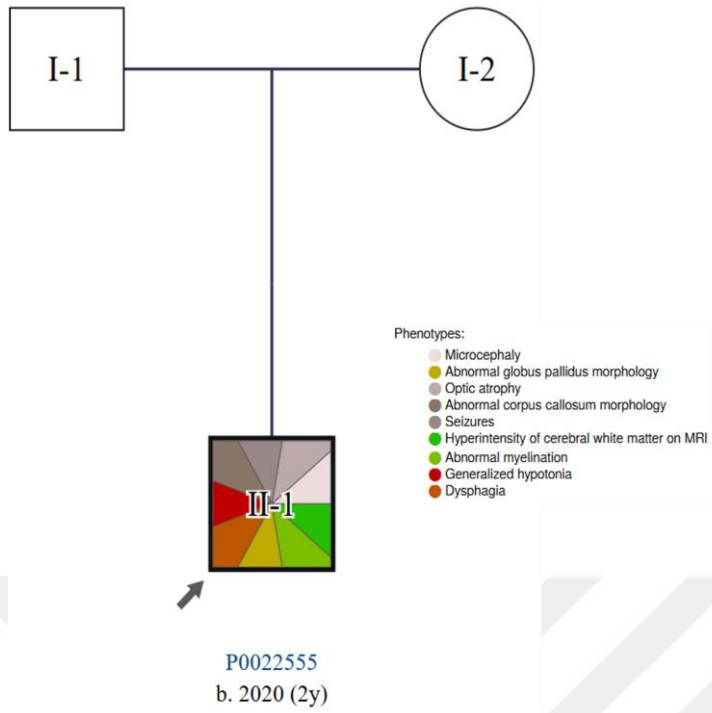 I-1
I-2
Phenotypes:
Microcephaly
Abnormal globus pallidus morphology
Optic atrophy
Abnormal corpus callosum morphology
Seizures
Hyperintensity of cerebral white matter on MRI
Abnormal myelination
Generalized hypotonia
Dysphagia
II-1
P0022555
b. 2020 (2y)